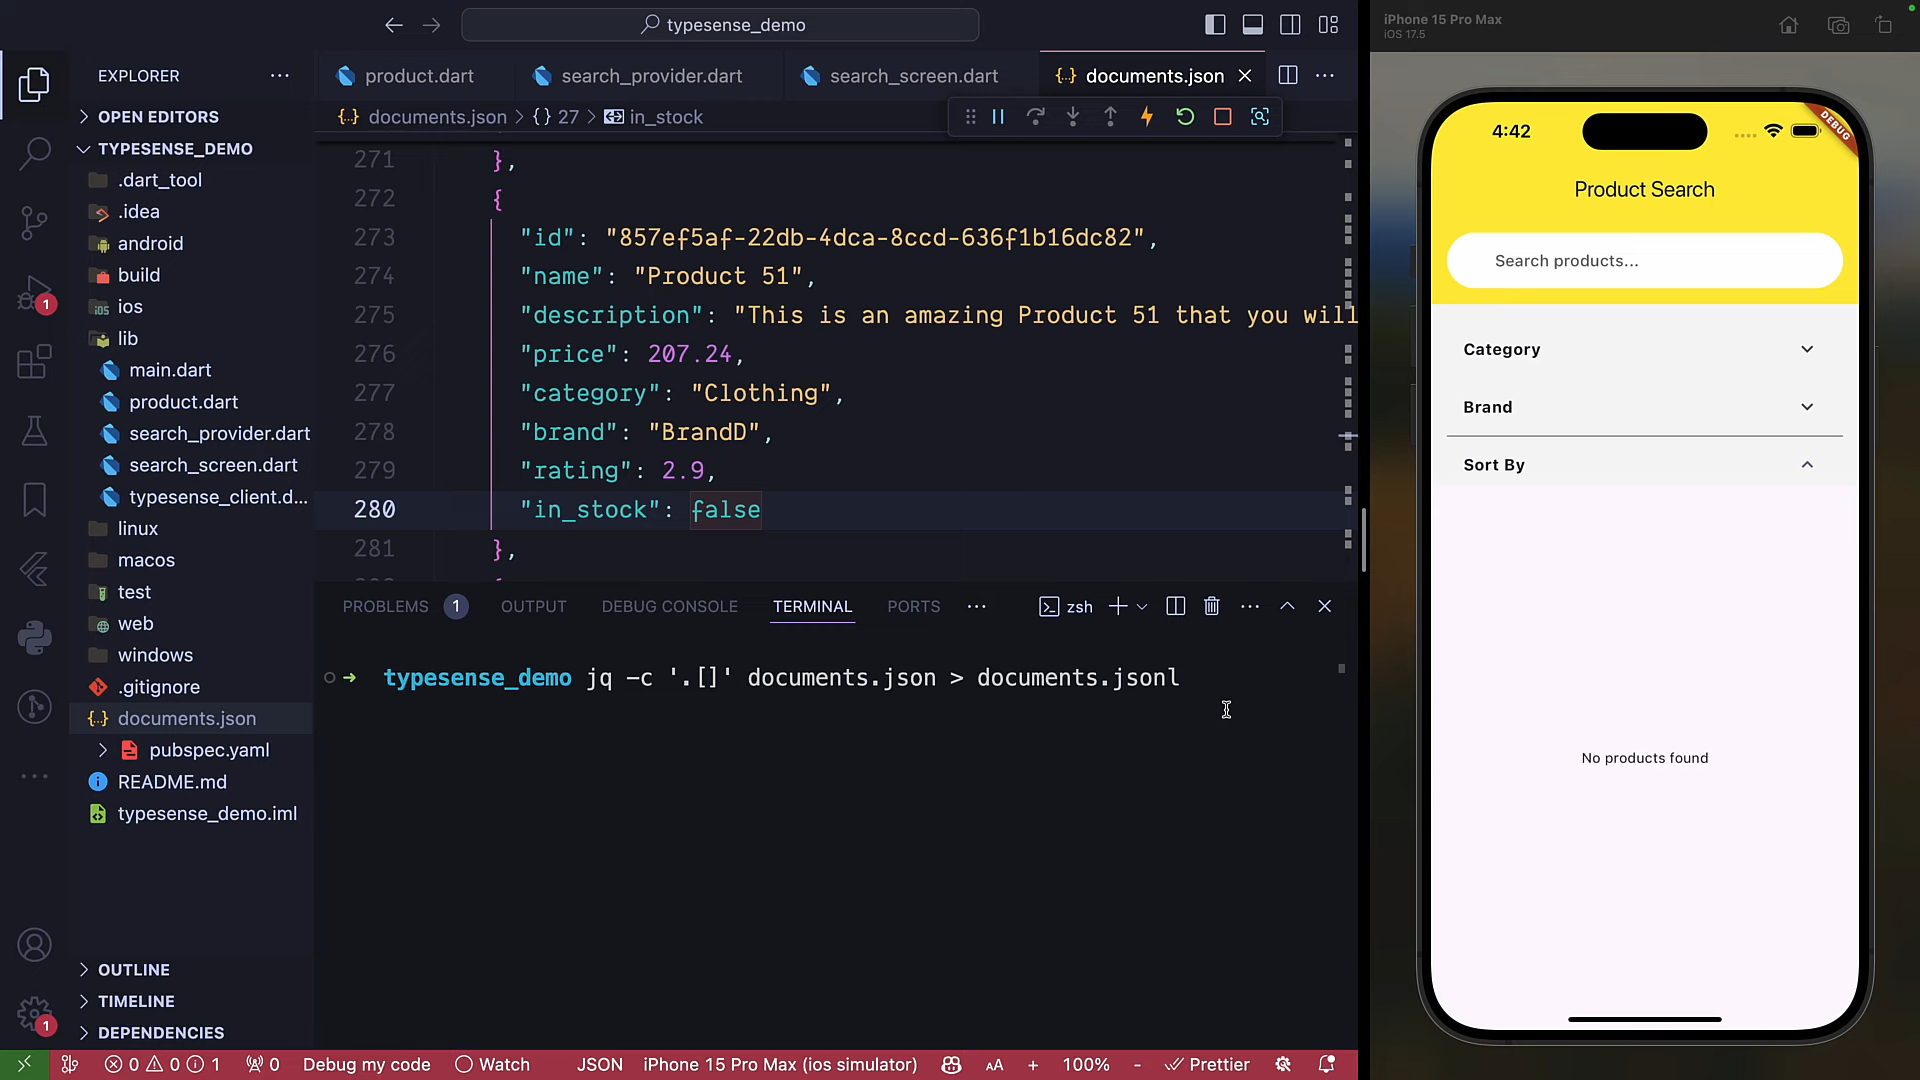 typesense_demo
EXPLORER
OPEN EDITORS
TYPESENSE_DEMO
.dart_tool
.idea
android
build
ios
lib
main.dart
product.dart
search_provider.dart
search_screen.dart
typesense_client.d...
linux
macos
test
web
windows
.gitignore
documents.json
pubspec.yaml
README.md
typesense_demo.iml
OUTLINE
TIMELINE
DEPENDENCIES
1
1
product.dart
search_provider.dart
search_screen.dart
{..} documents.json
{..} documents.json > {} 27 > in_stock
271 },
272 {
273 "id": "857ef5af-22db-4dca-8ccd-636f1b16dc82",
274 "name": "Product 51",
275 "description": "This is an amazing Product 51 that you will
276 "price": 207.24,
277 "category": "Clothing",
278 "brand": "BrandD",
279 "rating": 2.9,
280 "in_stock": false
281 },
PROBLEMS 1 OUTPUT DEBUG CONSOLE TERMINAL PORTS
zsh
typesense_demo jq -c '.[]' documents.json > documents.jsonl
0 0 1 0 Debug my code Watch JSON iPhone 15 Pro Max (ios simulator) AA + 100% - Prettier
iPhone 15 Pro Max
iOS 17.5
4:42
DEBUG
Product Search
Search products...
Category
Brand
Sort By
No products found